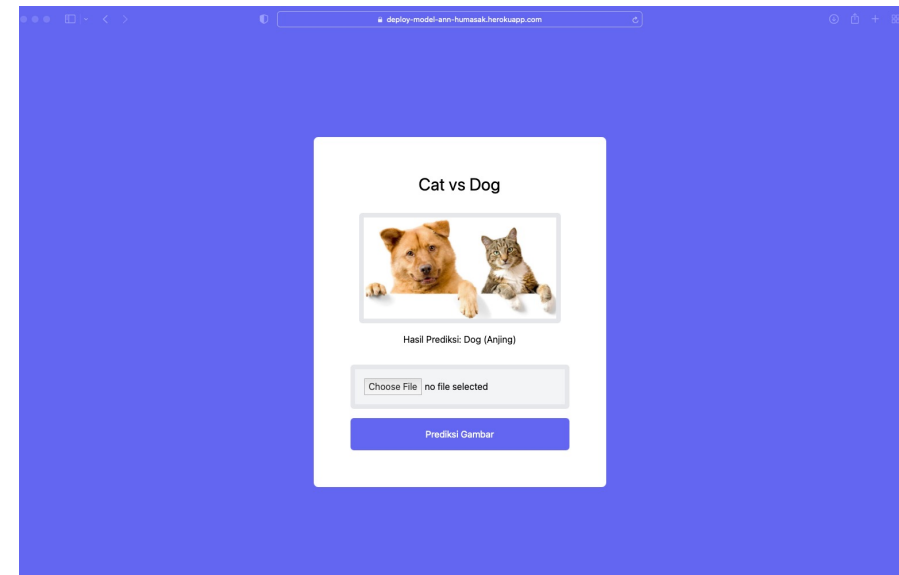 deploy-model-ann-humasak.herokuapp.com
Cat vs Dog
Hasil Prediksi: Dog (Anjing)
Choose File no file selected
Prediksi Gambar